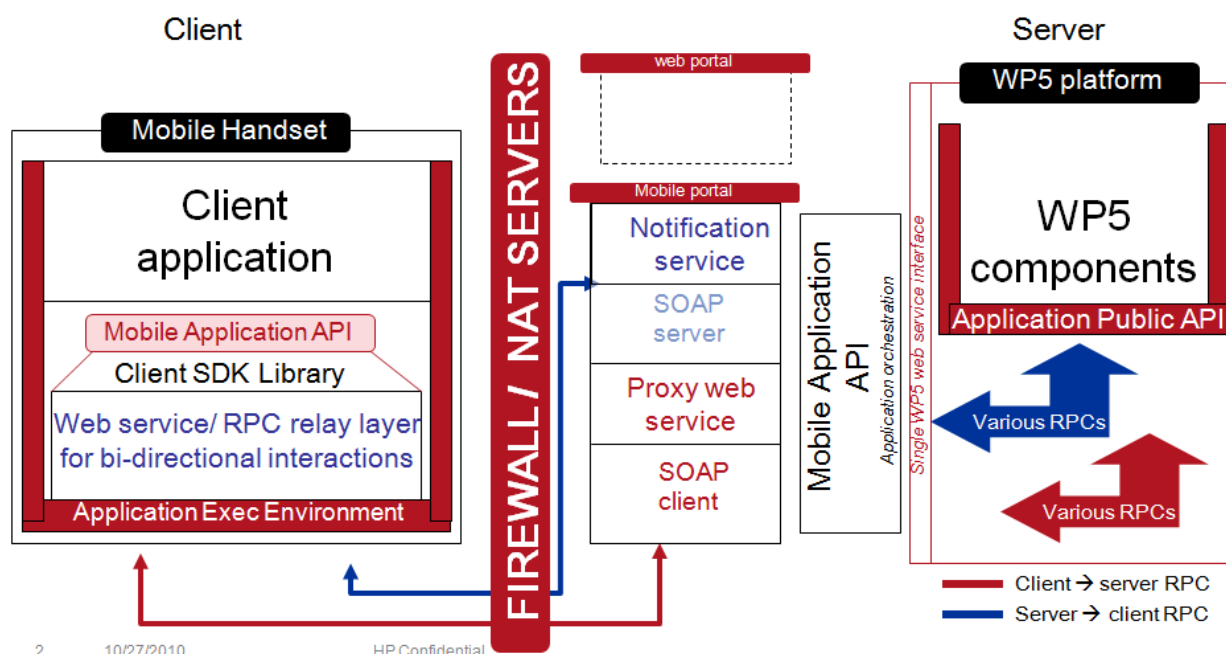 Client
Server
Mobile Handset
Client
application
Mobile Application API
Client SDK Library
Web service/ RPC relay layer
for bi-directional interactions
Application Exec Environment
FIREWALL/ NAT SERVERS
web portal
Mobile portal
Notification
service
SOAP
server
Proxy web
service
SOAP
client
Mobile Application
API
Application orchestration
Single WP5 web service interface
WP5 platform
WP5
components
Application Public API
Various RPCs
Various RPCs
Client → server RPC
Server → client RPC
2 10/27/2010 HP Confidential